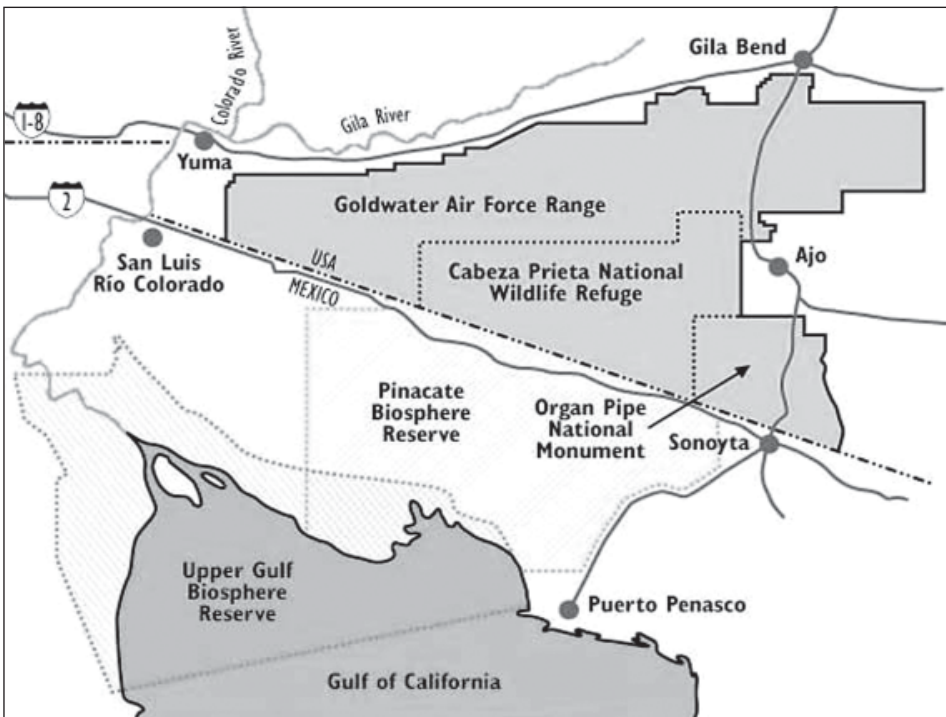 Colorado River
Gila Bend
I-8
Gila River
Yuma
2
Goldwater Air Force Range
San Luis
Río Colorado
USA
MEXICO
Cabeza Prieta National
Wildlife Refuge
Ajo
Pinacate
Biosphere
Reserve
Organ Pipe
National
Monument
Sonoyta
Upper Gulf
Biosphere
Reserve
Puerto Penasco
Gulf of California